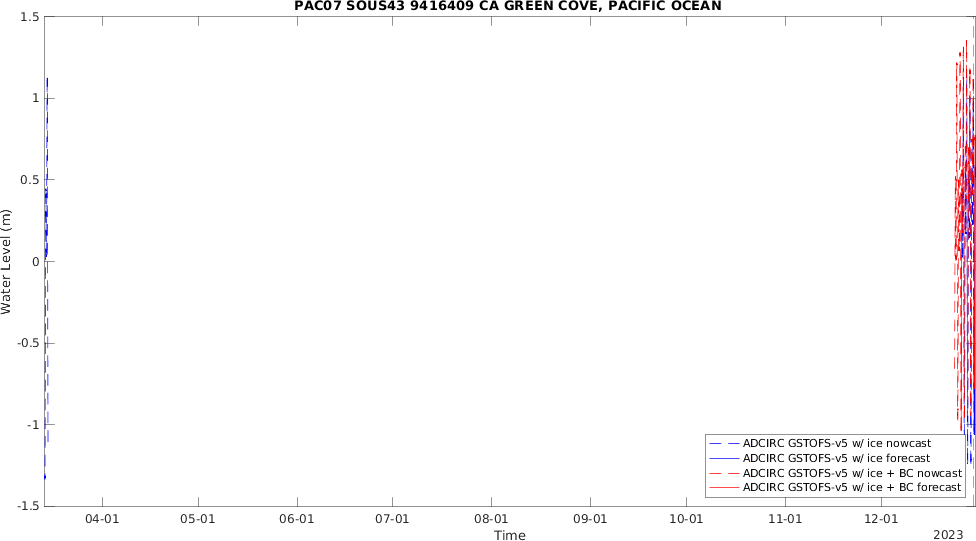 PAC07 SOUS43 9416409 CA GREEN COVE, PACIFIC OCEAN
1.5
1
0.5
0
-0.5
-1
-1.5
Water Level (m)
04-01 05-01 06-01 07-01 08-01 09-01 10-01 11-01 12-01
Time
2023
ADCIRC GSTOFS-v5 w/ ice nowcast
ADCIRC GSTOFS-v5 w/ ice forecast
ADCIRC GSTOFS-v5 w/ ice + BC nowcast
ADCIRC GSTOFS-v5 w/ ice + BC forecast